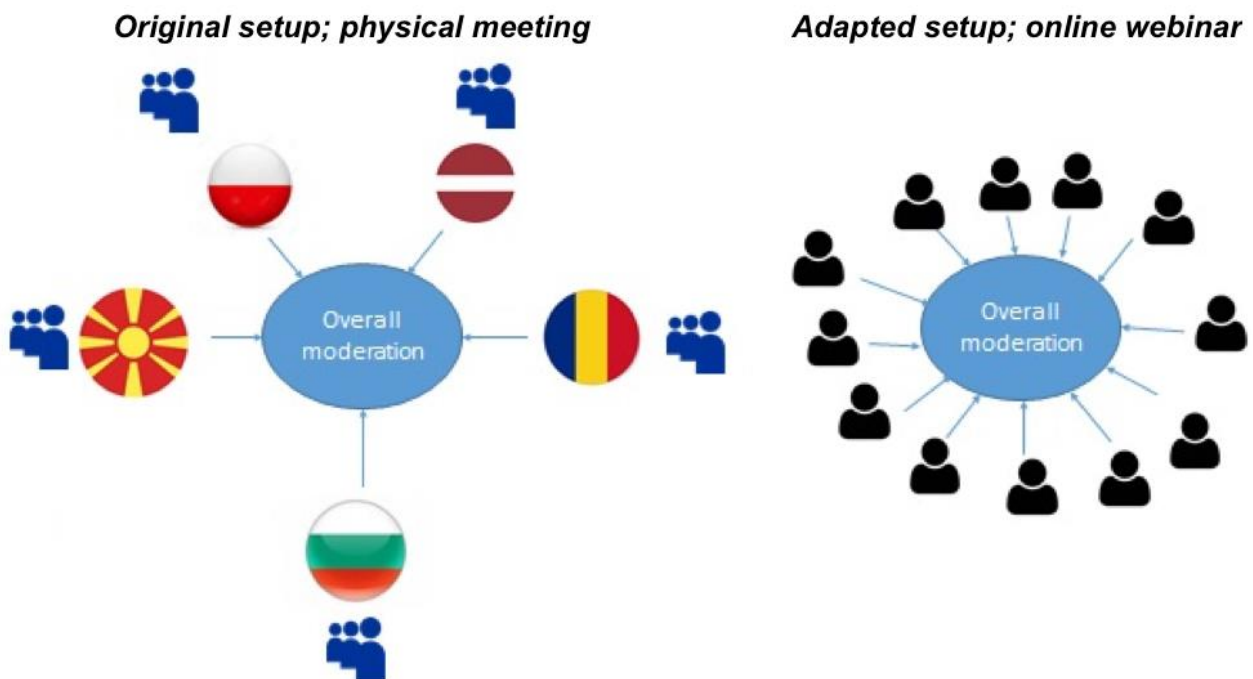 Original setup; physical meeting
Adapted setup; online webinar
Overall
moderation
Overall
moderation